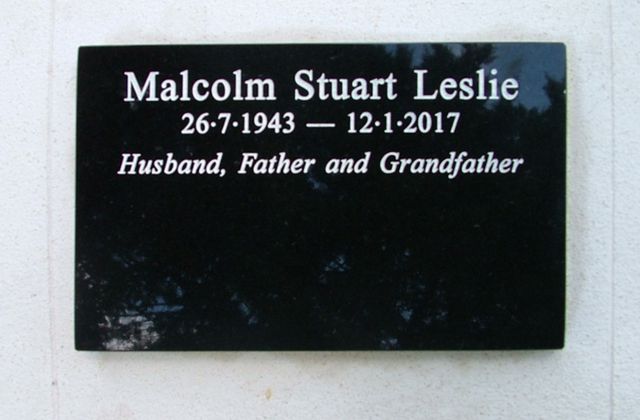 Malcolm Stuart Leslie
26·7·1943 — 12·1·2017
Husband, Father and Grandfather